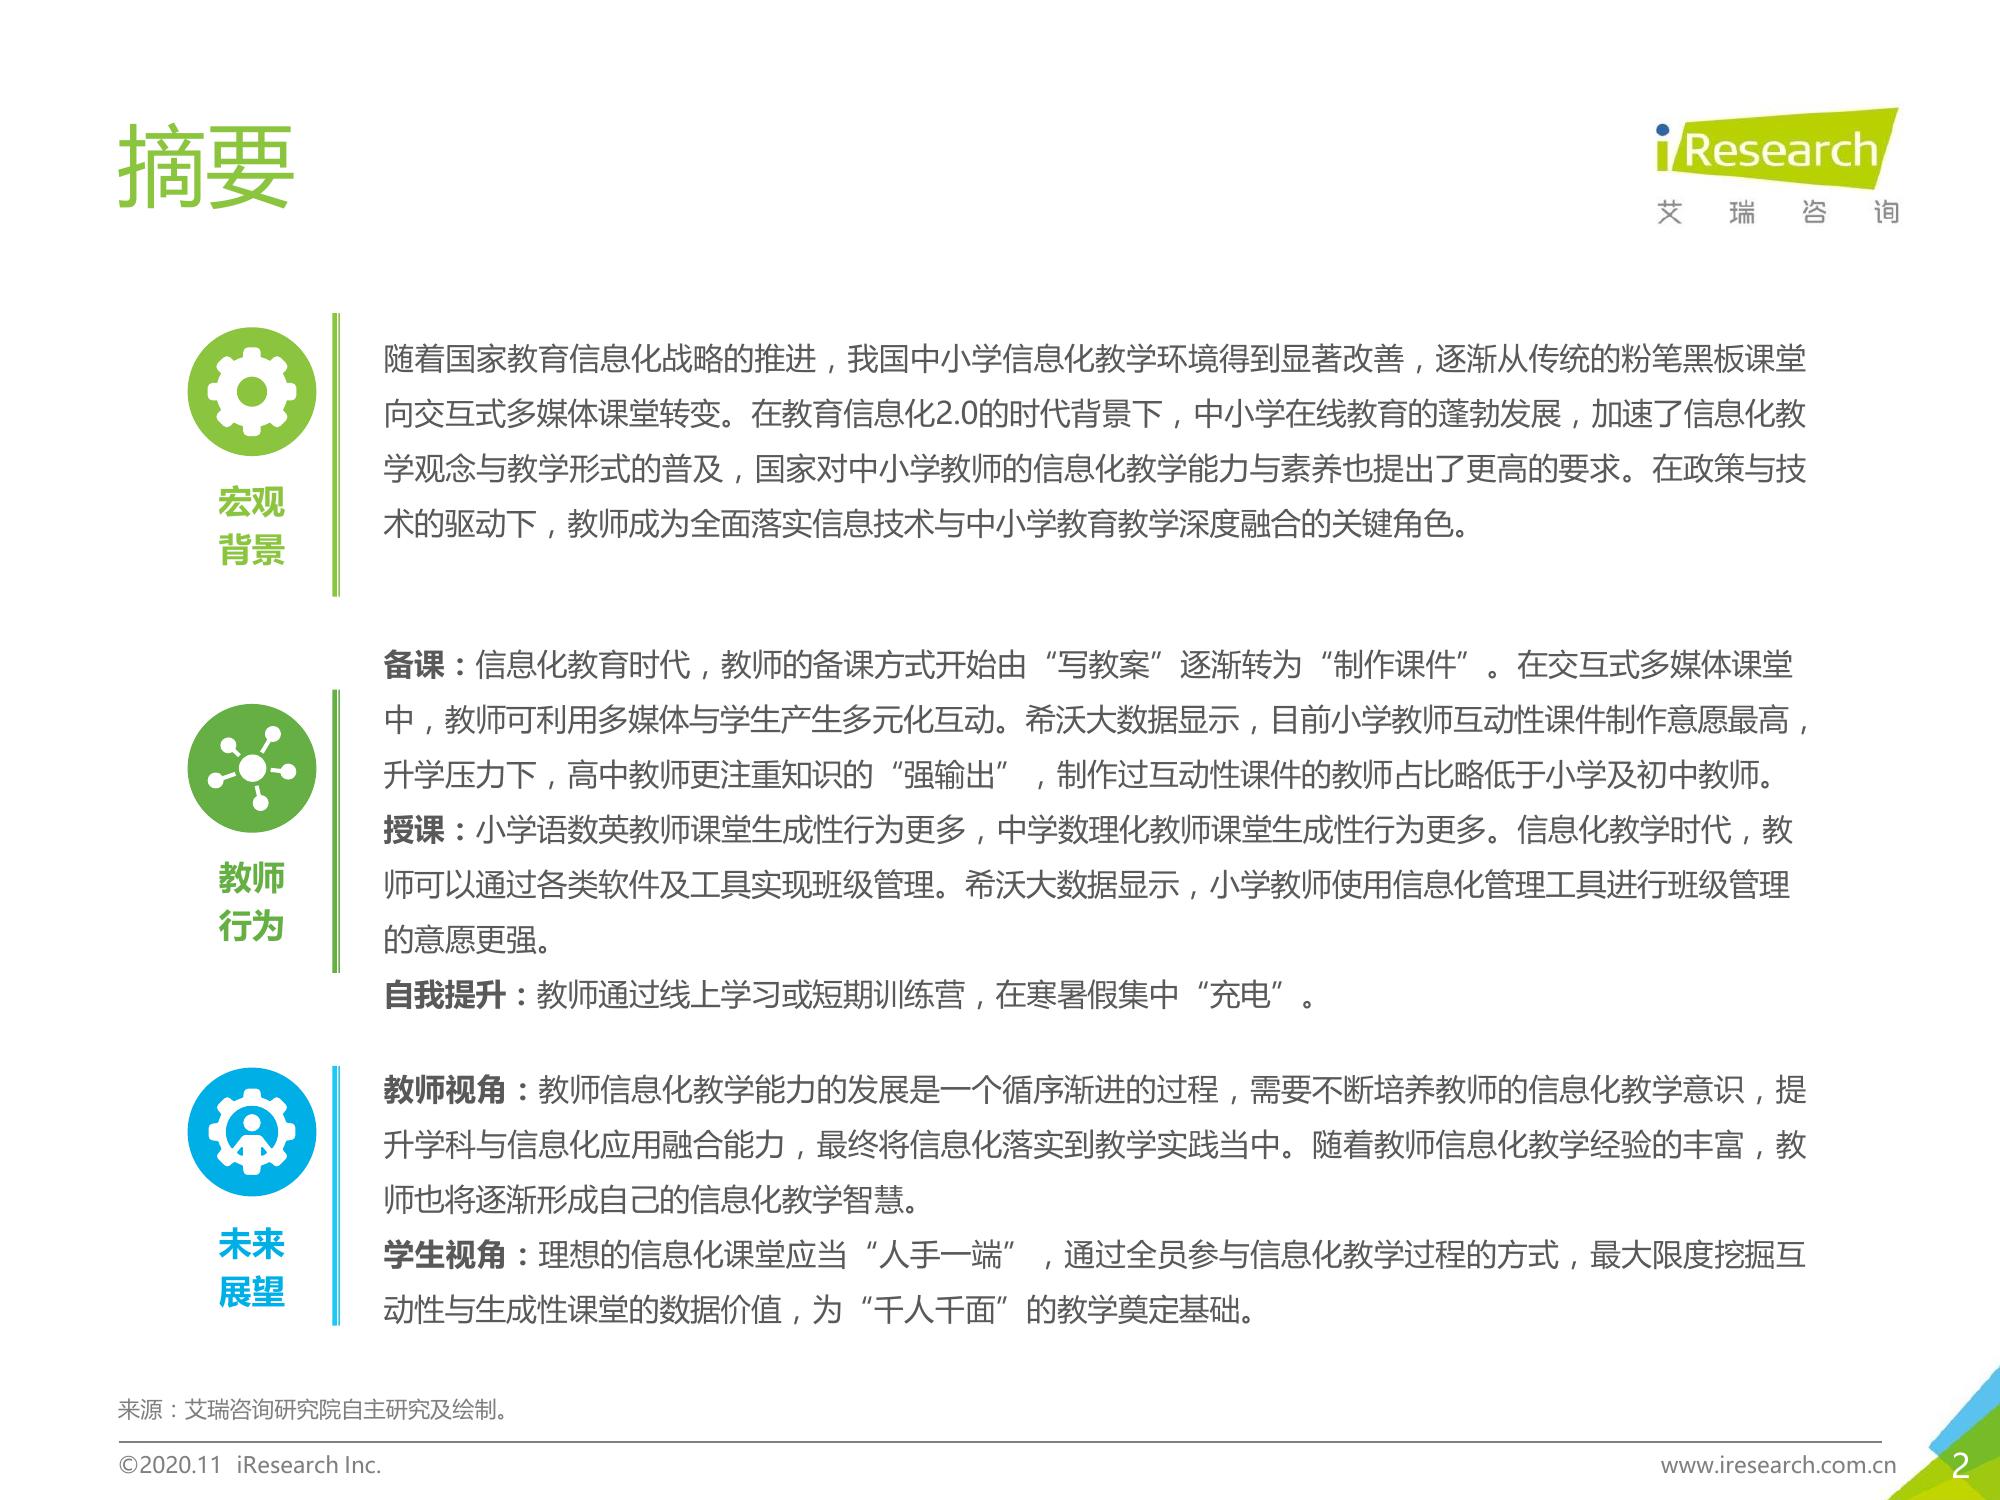 摘要
iResearch
艾瑞咨询
宏观
背景
随着国家教育信息化战略的推进，我国中小学信息化教学环境得到显著改善，逐渐从传统的粉笔黑板课堂
向交互式多媒体课堂转变。在教育信息化2.0的时代背景下，中小学在线教育的蓬勃发展，加速了信息化教
学观念与教学形式的普及，国家对中小学教师的信息化教学能力与素养也提出了更高的要求。在政策与技
术的驱动下，教师成为全面落实信息技术与中小学教育教学深度融合的关键角色。
教师
行为
备课：信息化教育时代，教师的备课方式开始由“写教案”逐渐转为“制作课件”。在交互式多媒体课堂
中，教师可利用多媒体与学生产生多元化互动。希沃大数据显示，目前小学教师互动性课件制作意愿最高，
升学压力下，高中教师更注重知识的“强输出”，制作过互动性课件的教师占比略低于小学及初中教师。
授课：小学语数英教师课堂生成性行为更多，中学数理化教师课堂生成性行为更多。信息化教学时代，教
师可以通过各类软件及工具实现班级管理。希沃大数据显示，小学教师使用信息化管理工具进行班级管理
的意愿更强。
自我提升：教师通过线上学习或短期训练营，在寒暑假集中“充电”。
未来
展望
教师视角：教师信息化教学能力的发展是一个循序渐进的过程，需要不断培养教师的信息化教学意识，提
升学科与信息化应用融合能力，最终将信息化落实到教学实践当中。随着教师信息化教学经验的丰富，教
师也将逐渐形成自己的信息化教学智慧。
学生视角：理想的信息化课堂应当“人手一端”，通过全员参与信息化教学过程的方式，最大限度挖掘互
动性与生成性课堂的数据价值，为“千人千面”的教学奠定基础。
来源：艾瑞咨询研究院自主研究及绘制。
©2020.11 iResearch Inc.
www.iresearch.com.cn
2